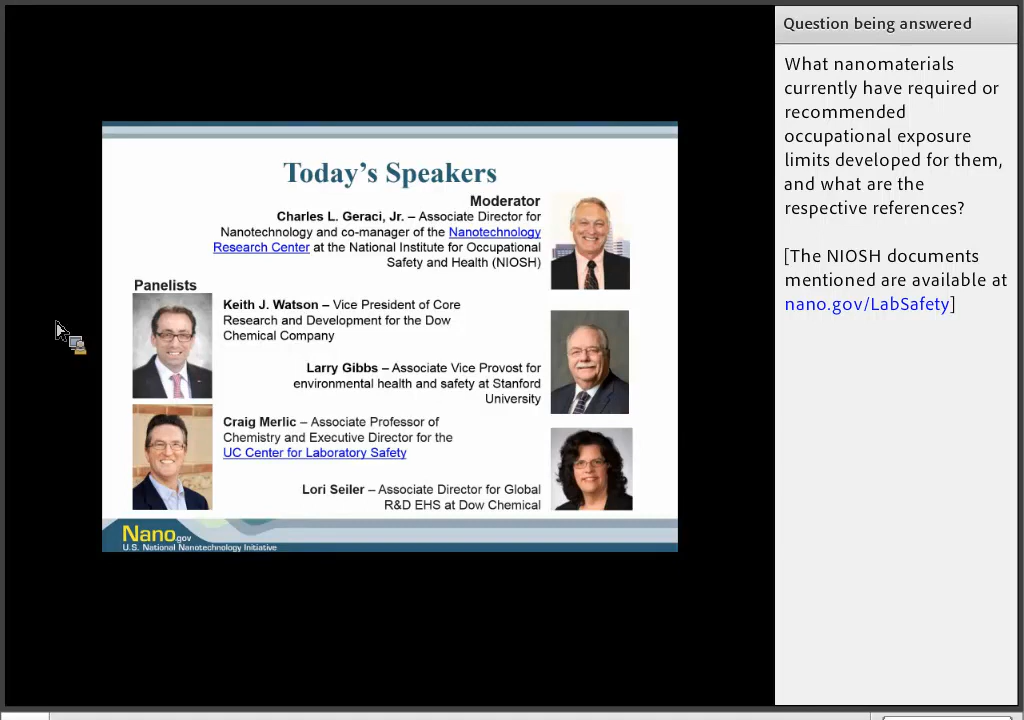 Today's Speakers
Moderator
Charles L. Geraci, Jr. – Associate Director for
Nanotechnology and co-manager of the Nanotechnology
Research Center at the National Institute for Occupational
Safety and Health (NIOSH)
Panelists
Keith J. Watson – Vice President of Core
Research and Development for the Dow
Chemical Company
Larry Gibbs – Associate Vice Provost for
environmental health and safety at Stanford
University
Craig Merlic – Associate Professor of
Chemistry and Executive Director for the
UC Center for Laboratory Safety
Lori Seiler – Associate Director for Global
R&D EHS at Dow Chemical
Nano.gov
U.S. National Nanotechnology Initiative
Question being answered
What nanomaterials
currently have required or
recommended
occupational exposure
limits developed for them,
and what are the
respective references?
[The NIOSH documents
mentioned are available at
nano.gov/LabSafety]